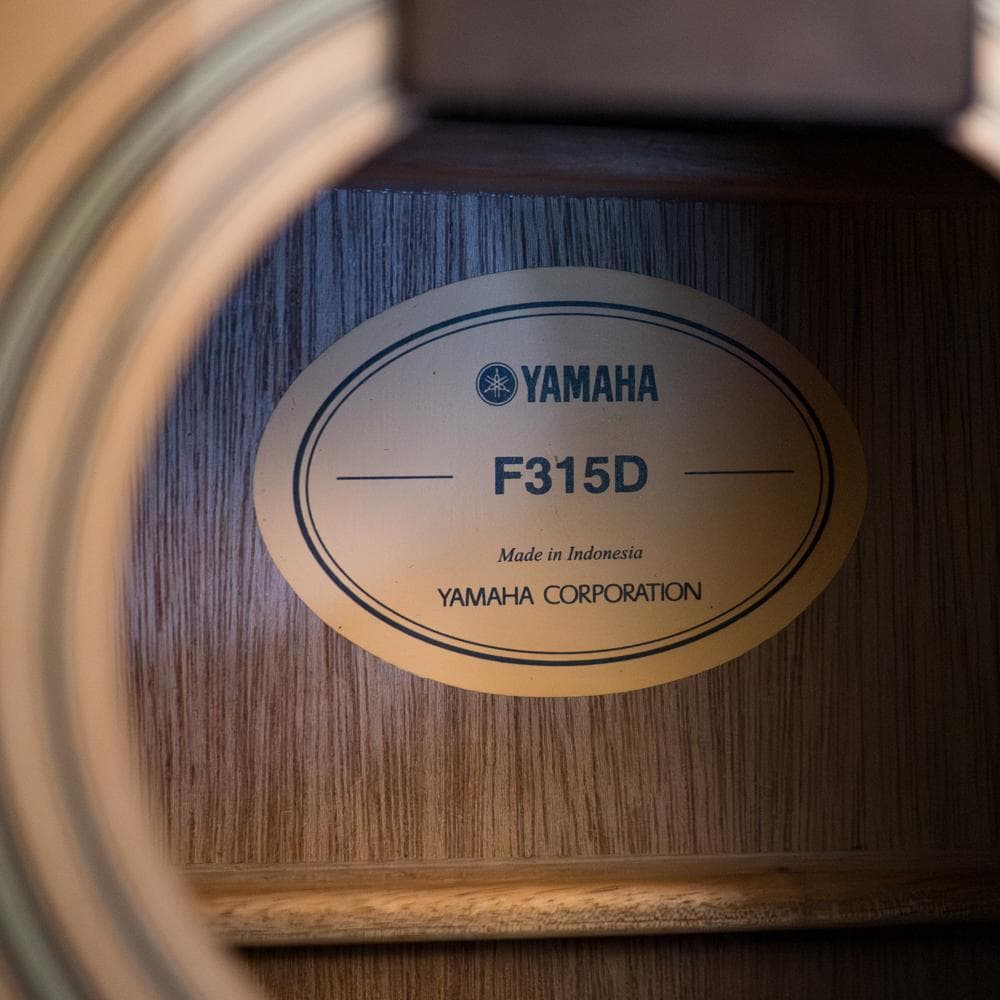 YAMAHA
F315D
Made in Indonesia
YAMAHA CORPORATION